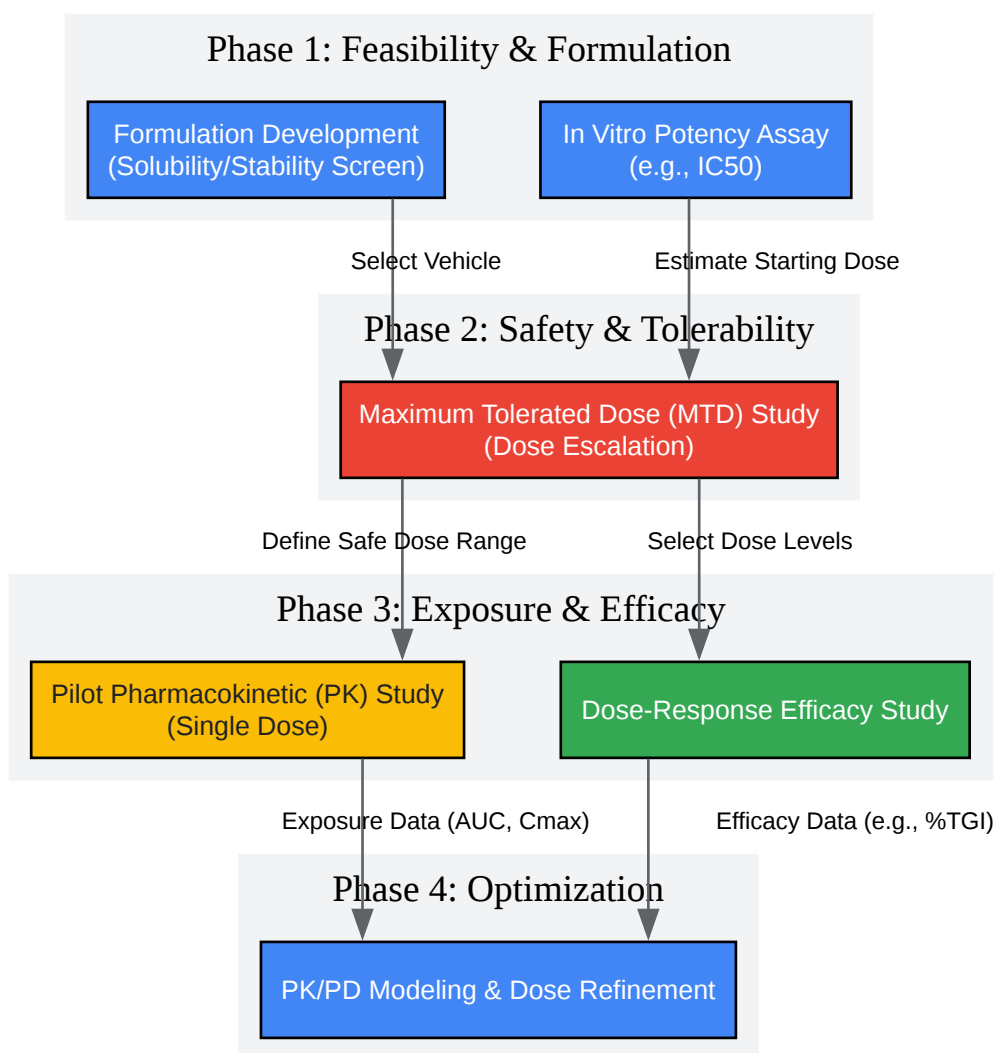 Phase 1: Feasibility & Formulation
Formulation Development
(Solubility/Stability Screen)
In Vitro Potency Assay
(e.g., IC50)
Select Vehicle
Estimate Starting Dose
Phase 2: Safety & Tolerability
Maximum Tolerated Dose (MTD) Study
(Dose Escalation)
Define Safe Dose Range
Select Dose Levels
Phase 3: Exposure & Efficacy
Pilot Pharmacokinetic (PK) Study
(Single Dose)
Dose-Response Efficacy Study
Exposure Data (AUC, Cmax)
Efficacy Data (e.g., %TGI)
Phase 4: Optimization
PK/PD Modeling & Dose Refinement